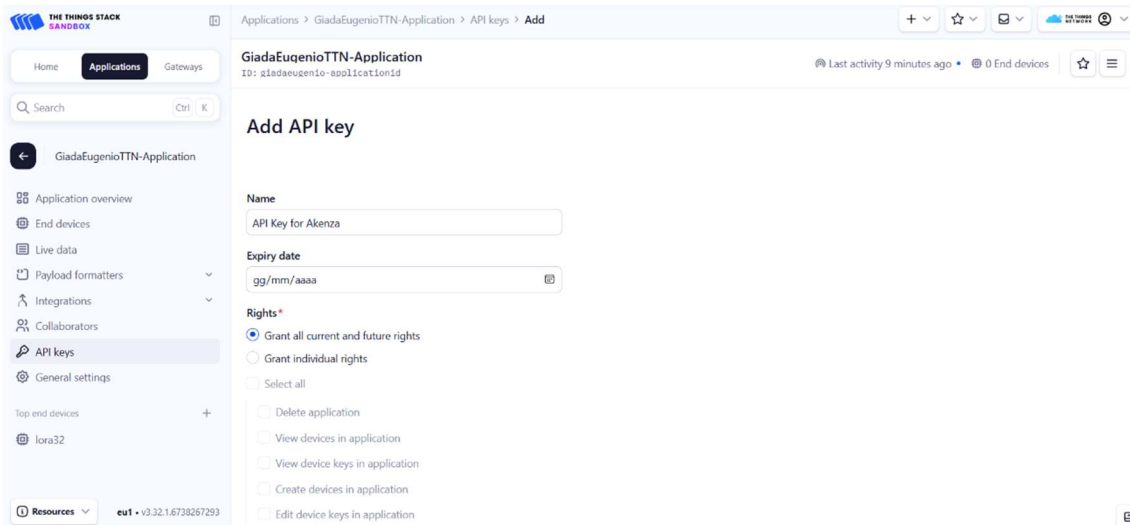 THE THINGS STACK
SANDBOX
Applications > GiadaEugenioTTN-Application > API keys > Add
THE THINGS
NETWORK
Home Applications Gateways
GiadaEugenioTTN-Application
ID: giadaeugenio-applicationid
Last activity 9 minutes ago • 0 End devices
Search Ctrl K
Add API key
GiadaEugenioTTN-Application
Application overview
End devices
Live data
Payload formatters
Integrations
Collaborators
API keys
General settings
Top end devices +
lora32
Resources
eu1 • v3.32.1.6738267293
Name
API Key for Akenza
Expiry date
gg/mm/aaaa
Rights*
Grant all current and future rights
Grant individual rights
Select all
Delete application
View devices in application
View device keys in application
Create devices in application
Edit device keys in application